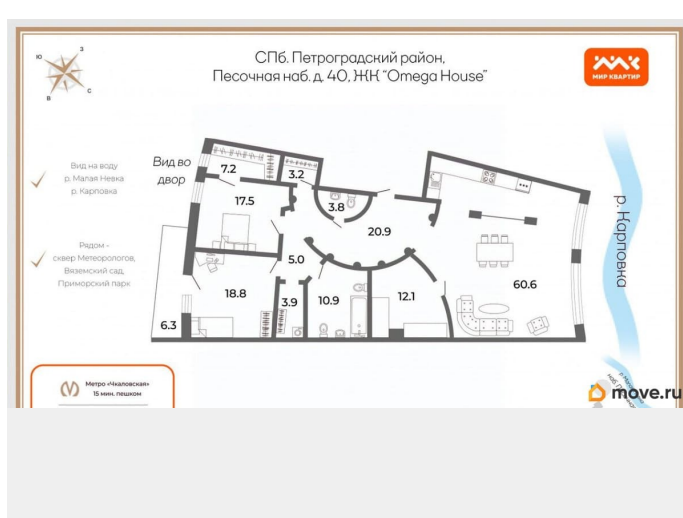 СПб. Петроградский район,
Песочная наб. д. 40, ЖК "Omega House"
МИР КВАРТИР
Ю
З
В
С
Вид на воду
р. Малая Невка
р. Карповка
Рядом -
сквер Метеорологов,
Вяземский сад,
Приморский парк
Вид во
двор
7.2
3.2
17.5
3.8
20.9
5.0
18.8
3.9
10.9
12.1
60.6
6.3
р. Карповка
Метро «Чкаловская»
15 мин. пешком
move.ru